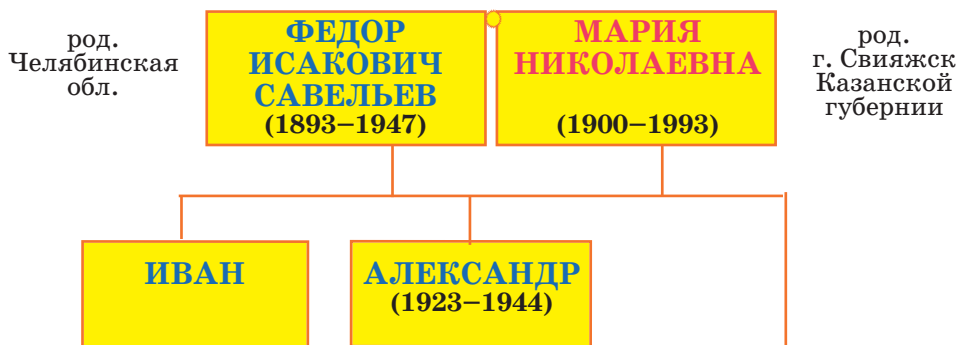 род.
Челябинская
обл.
ФЕДОР
ИСАКОВИЧ
САВЕЛЬЕВ
(1893–1947)
МАРИЯ
НИКОЛАЕВНА
(1900–1993)
род.
г. Свияжск
Казанской
губернии
ИВАН
АЛЕКСАНДР
(1923–1944)